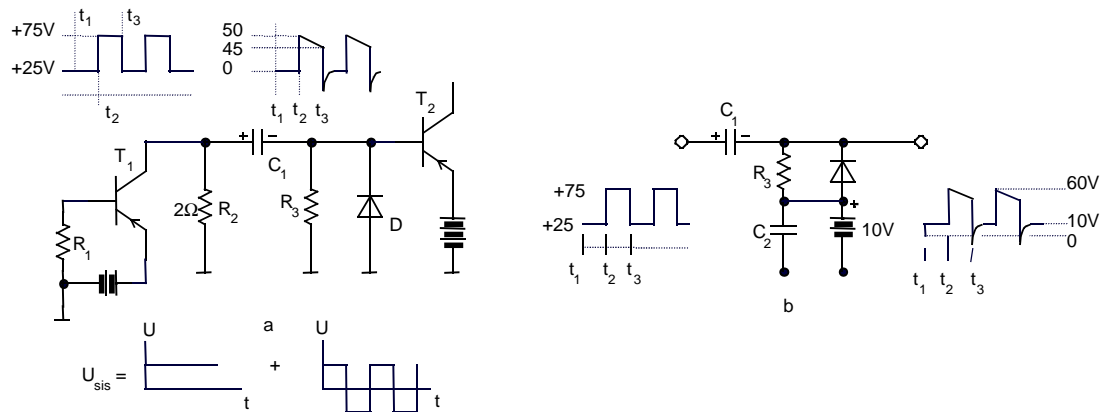 +75V
t1
t3
+25V
t2
50
45
0
t1 t2 t3
T1
+ -
C1
T2
2Ω R2
R3
D
R1
a
U
U
Usis =
t
+
t
C1
+ -
R3
+75
+25
C2
+
10V
t1 t2 t3
b
60V
10V
0
t1 t2 t3